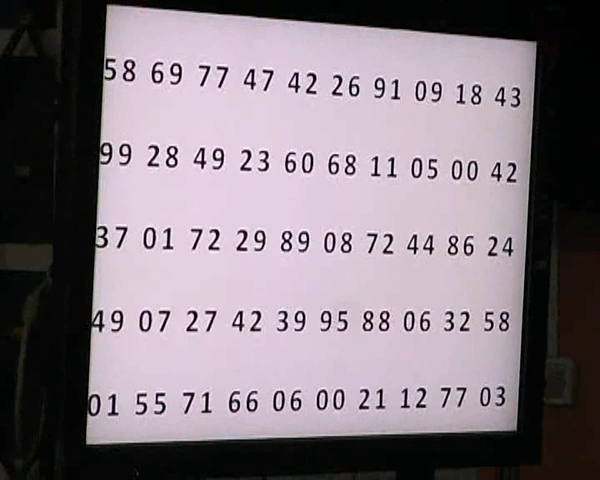 58 69 77 47 42 26 91 09 18 43
99 28 49 23 60 68 11 05 00 42
37 01 72 29 89 08 72 44 86 24
49 07 27 42 39 95 88 06 32 58
01 55 71 66 06 00 21 12 77 03